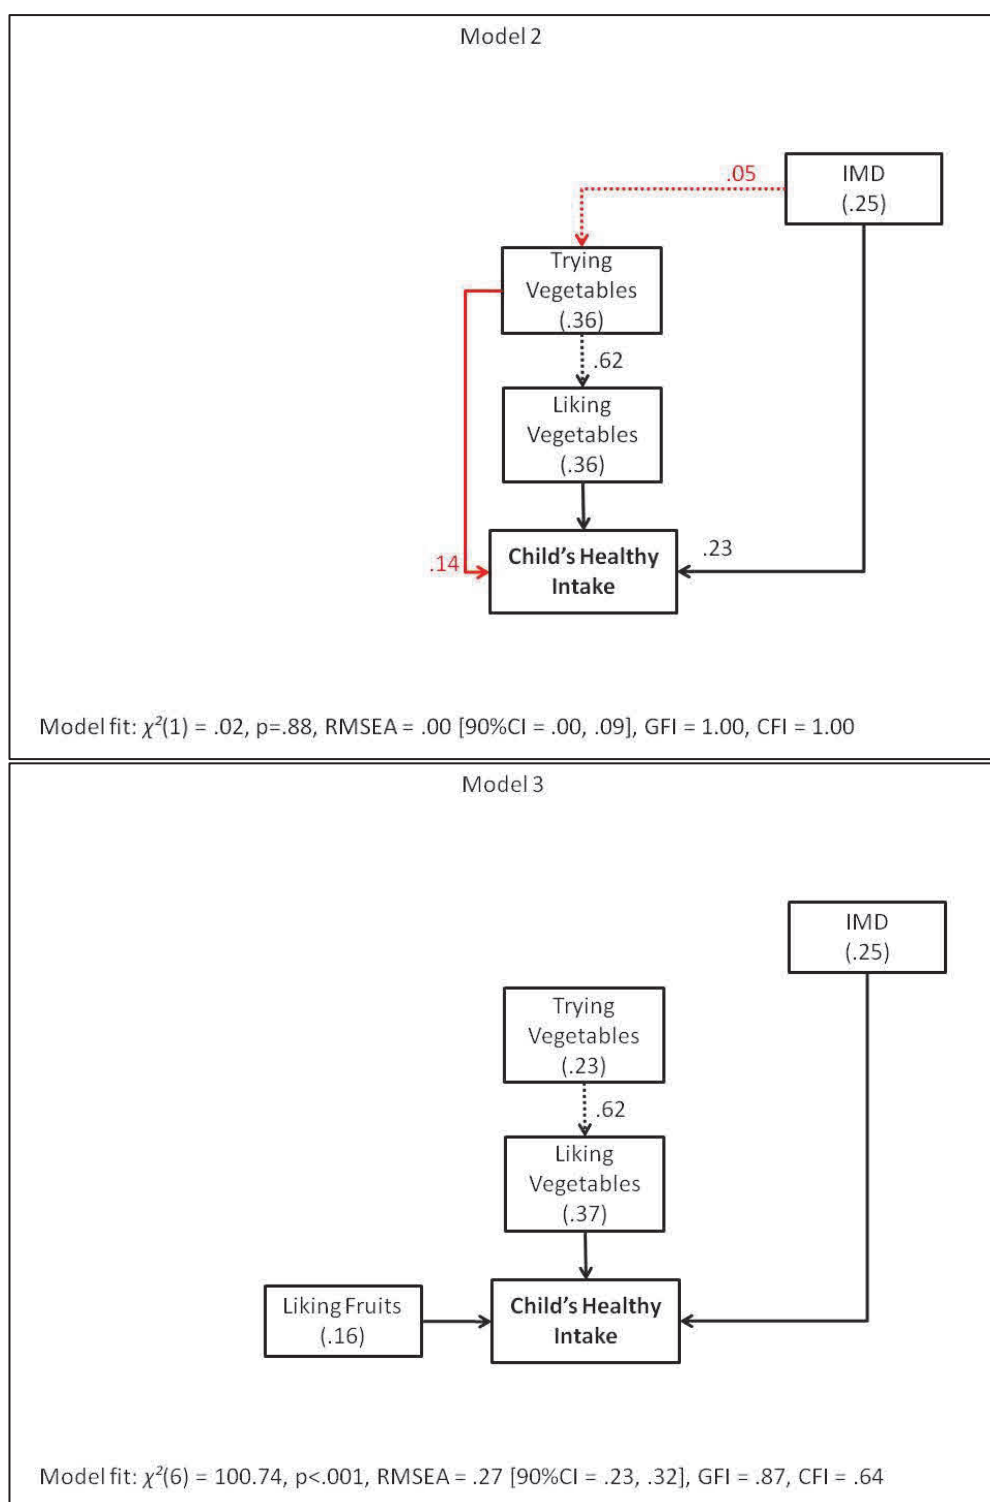 Model 2
.05
IMD
(.25)
Trying
Vegetables
(.36)
.62
Liking
Vegetables
(.36)
.14
Child's Healthy
Intake
.23
Model fit: χ²(1) = .02, p=.88, RMSEA = .00 [90%CI = .00, .09], GFI = 1.00, CFI = 1.00
Model 3
IMD
(.25)
Trying
Vegetables
(.23)
.62
Liking
Vegetables
(.37)
Liking Fruits
(.16)
Child's Healthy
Intake
Model fit: χ²(6) = 100.74, p<.001, RMSEA = .27 [90%CI = .23, .32], GFI = .87, CFI = .64